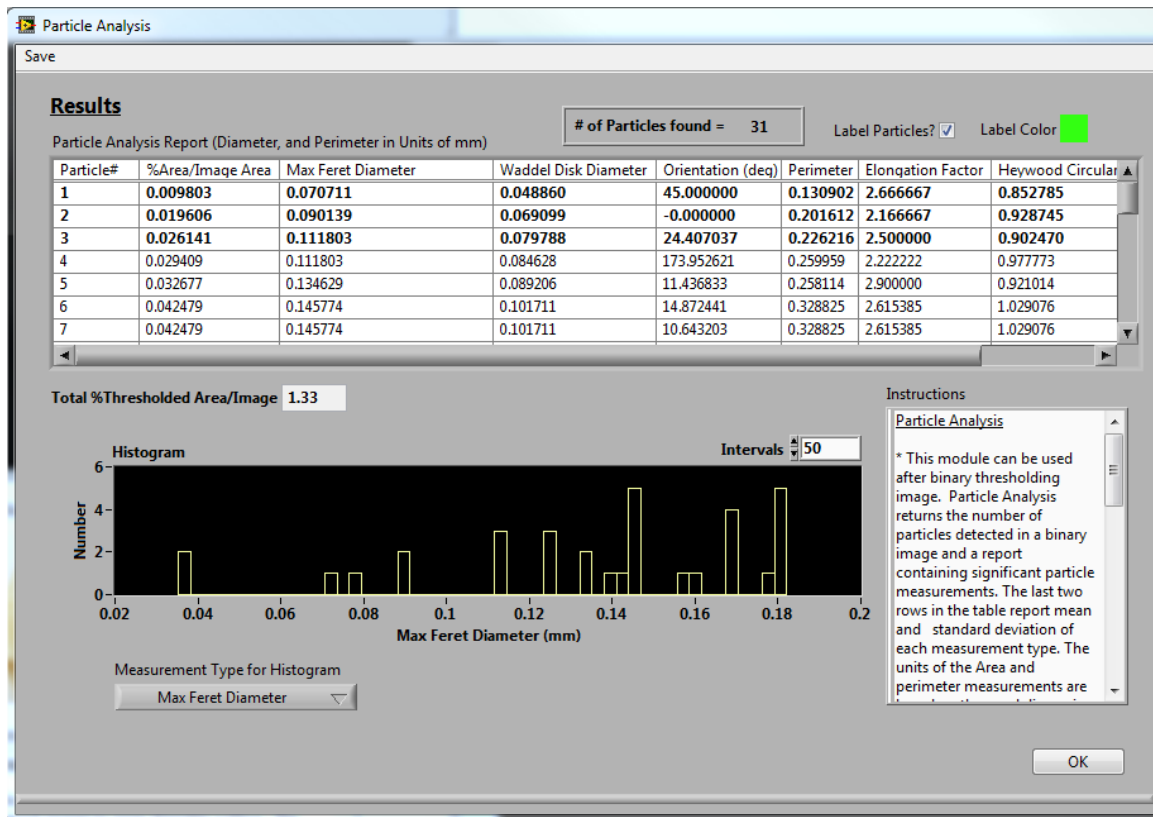 Particle Analysis
Save
Results
# of Particles found = 31
Label Particles?
Label Color
Particle Analysis Report (Diameter, and Perimeter in Units of mm)
Particle# %Area/Image Area Max Feret Diameter Waddel Disk Diameter Orientation (deg) Perimeter Elongation Factor Heywood Circular
1 0.009803 0.070711 0.048860 45.000000 0.130902 2.666667 0.852785
2 0.019606 0.090139 0.069099 -0.000000 0.201612 2.166667 0.928745
3 0.026141 0.111803 0.079788 24.407037 0.226216 2.500000 0.902470
4 0.029409 0.111803 0.084628 173.952621 0.259959 2.222222 0.977773
5 0.032677 0.134629 0.089206 11.436833 0.258114 2.900000 0.921014
6 0.042479 0.145774 0.101711 14.872441 0.328825 2.615385 1.029076
7 0.042479 0.145774 0.101711 10.643203 0.328825 2.615385 1.029076
Total %Thresholded Area/Image 1.33
Histogram
Intervals 50
6
4
2
0
Number
0.02 0.04 0.06 0.08 0.1 0.12 0.14 0.16 0.18 0.2
Max Feret Diameter (mm)
Measurement Type for Histogram
Max Feret Diameter
Instructions
Particle Analysis
* This module can be used
after binary thresholding
image. Particle Analysis
returns the number of
particles detected in a binary
image and a report
containing significant particle
measurements. The last two
rows in the table report mean
and standard deviation of
each measurement type. The
units of the Area and
perimeter measurements are
OK